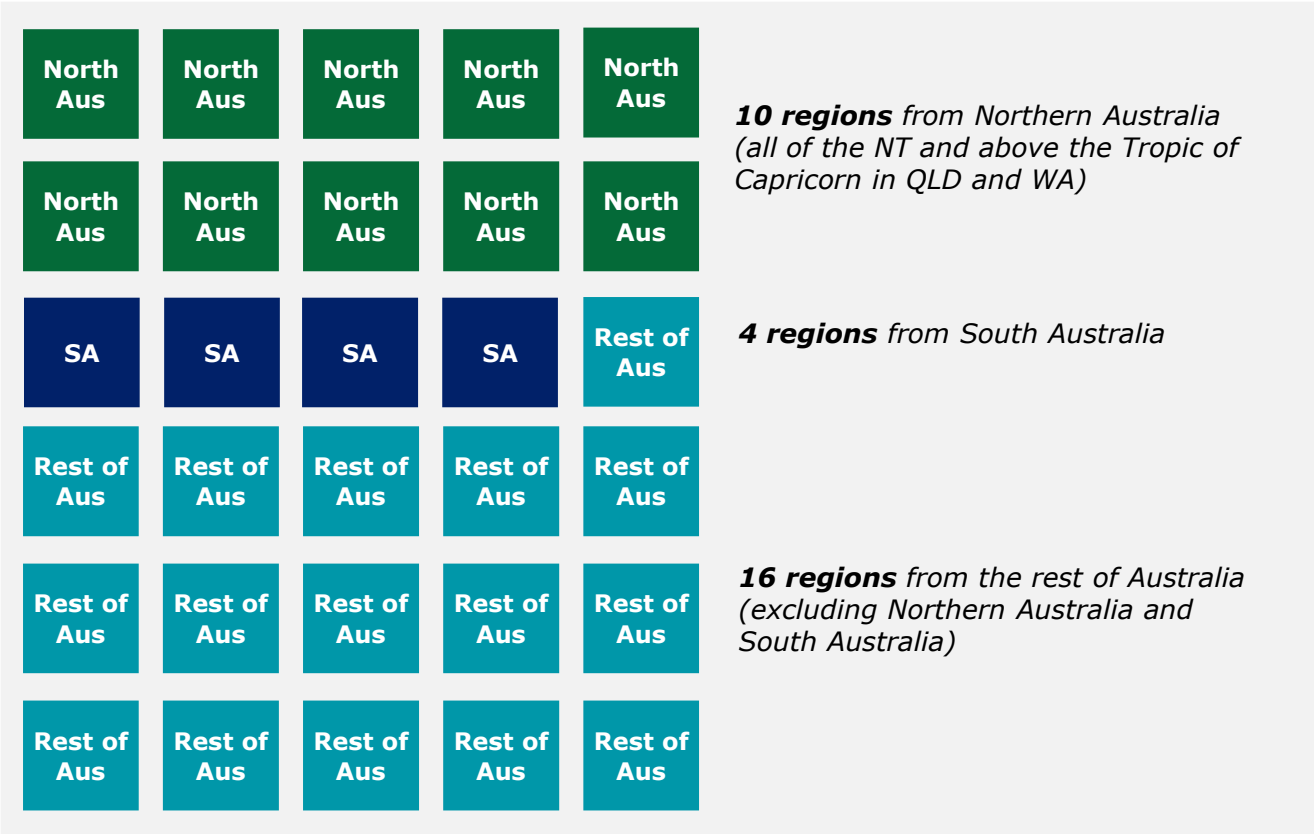 North
Aus
North
Aus
North
Aus
North
Aus
North
Aus
10 regions from Northern Australia
(all of the NT and above the Tropic of
Capricorn in QLD and WA)
North
Aus
North
Aus
North
Aus
North
Aus
North
Aus
SA
SA
SA
SA
Rest of
Aus
4 regions from South Australia
Rest of
Aus
Rest of
Aus
Rest of
Aus
Rest of
Aus
Rest of
Aus
Rest of
Aus
Rest of
Aus
Rest of
Aus
Rest of
Aus
Rest of
Aus
16 regions from the rest of Australia
(excluding Northern Australia and
South Australia)
Rest of
Aus
Rest of
Aus
Rest of
Aus
Rest of
Aus
Rest of
Aus